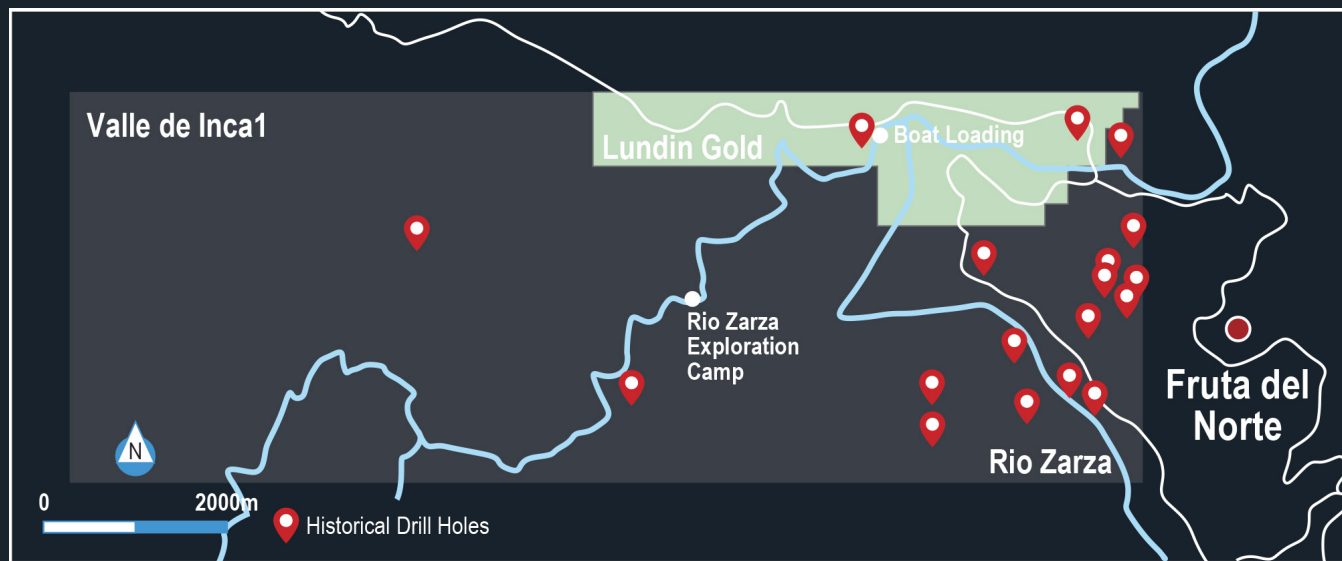 Valle de Inca1
Lundin Gold
Boat Loading
Rio Zarza
Exploration
Camp
Fruta del
Norte
Rio Zarza
N
0 2000m
Historical Drill Holes